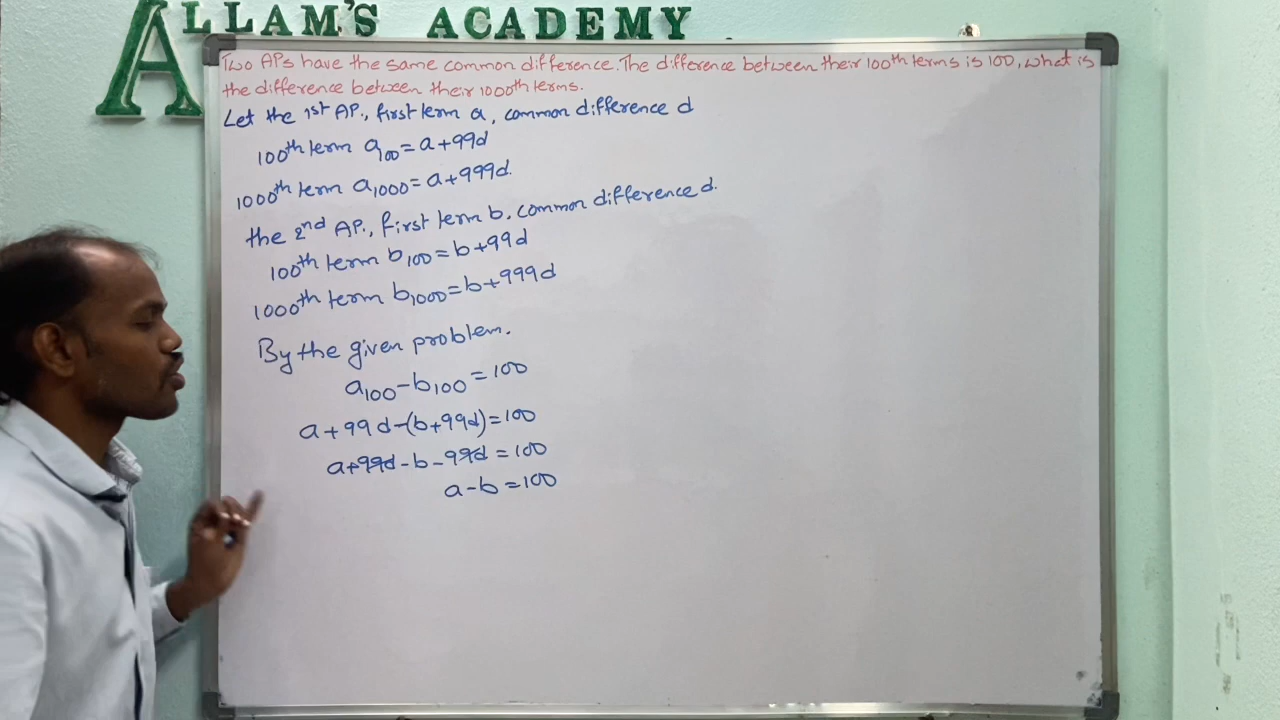 ALLAM'S ACADEMY
Two APs have the same common difference. The difference between their 100th terms is 100, what is
the difference between their 1000th terms.
Let the 1st AP., first term a, common difference d
100th term a100 = a+99d
1000th term a1000 = a+999d.
the 2nd AP., first term b, common difference d.
100th term b100 = b+99d
1000th term b1000 = b+999d
By the given problem.
a100 - b100 = 100
a+99d-(b+99d)=100
a+99d-b-99d=100
a-b=100